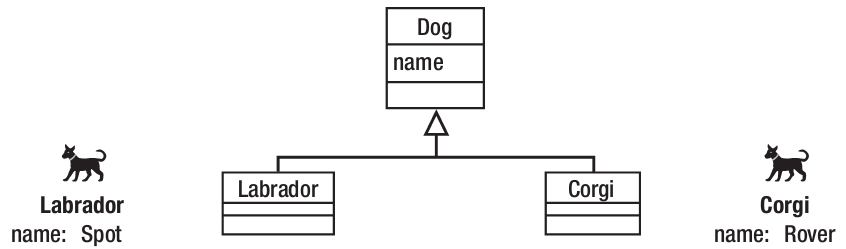 Dog
name
Labrador
Corgi
Labrador
name: Spot
Corgi
name: Rover